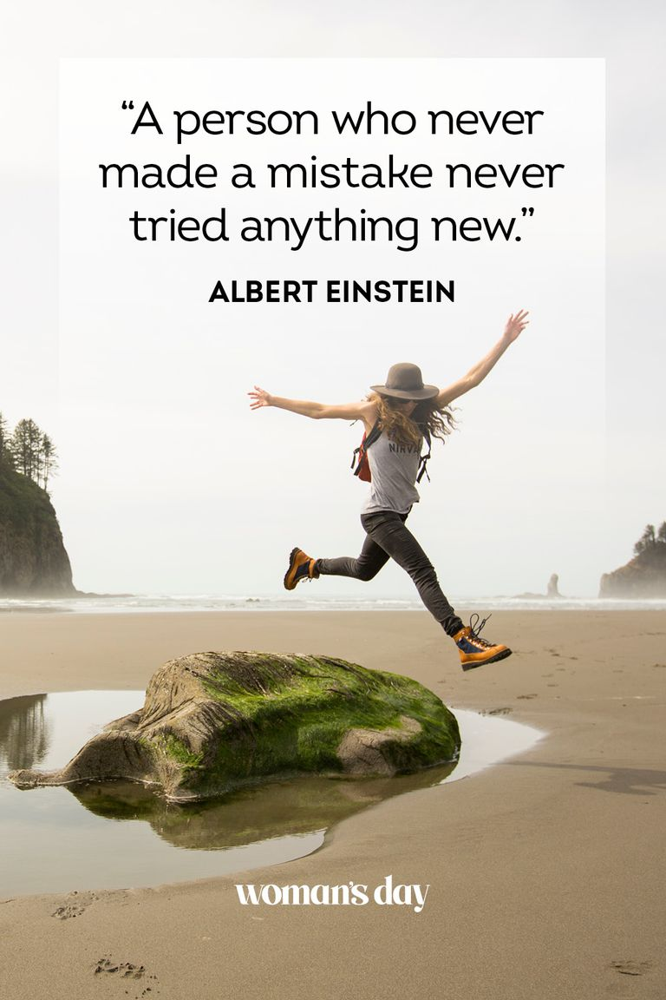 “A person who never
made a mistake never
tried anything new.”
ALBERT EINSTEIN
woman's day